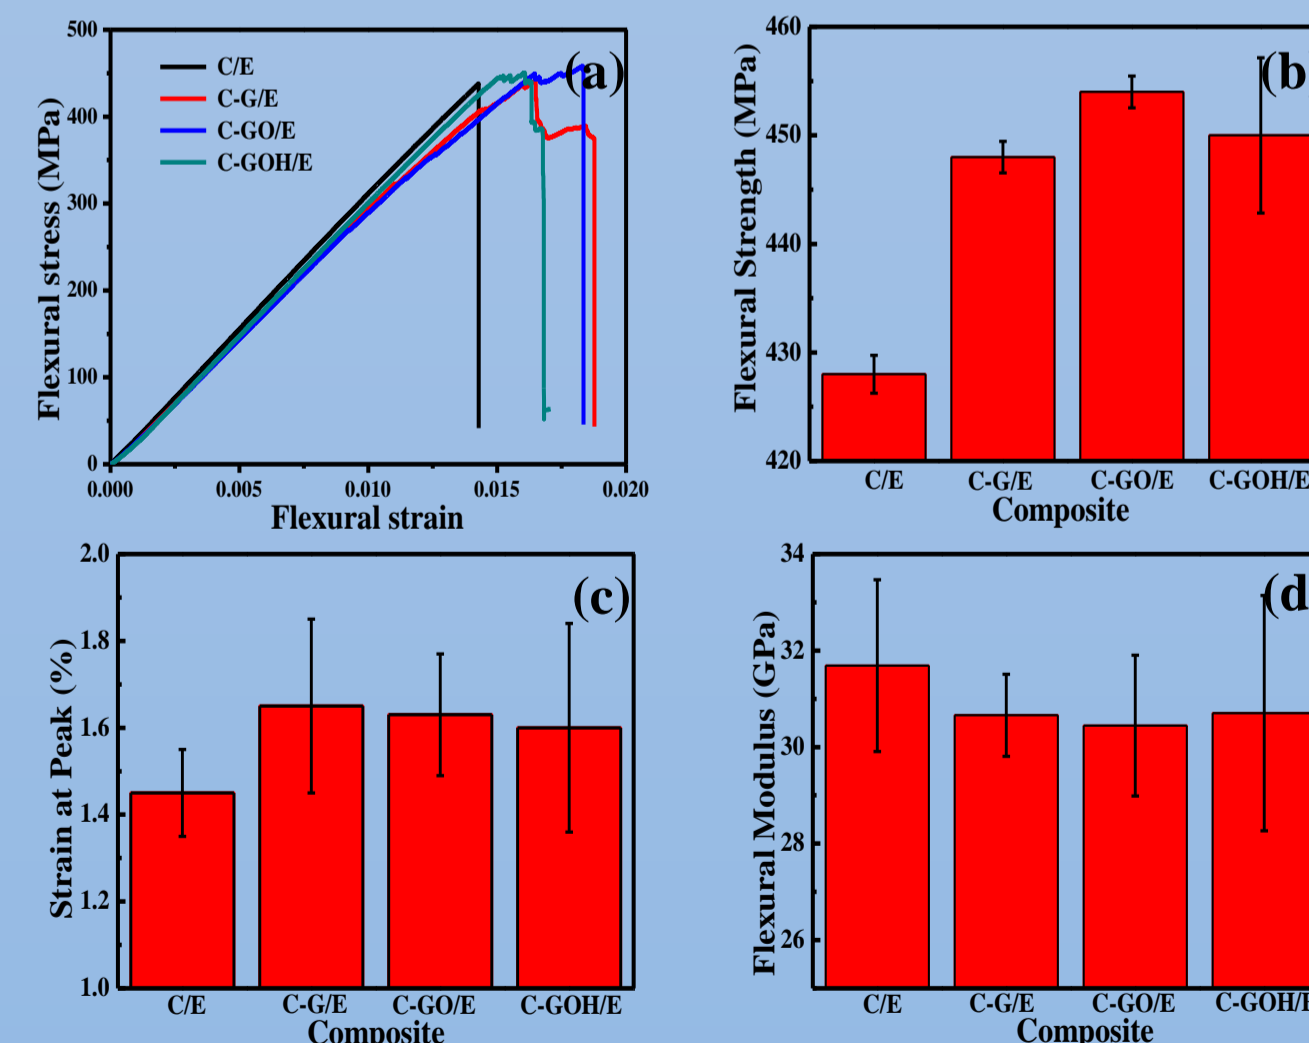 500
400
300
200
100
0
Flexural stress (MPa)
C/E
C-G/E
C-GO/E
C-GOH/E
(a)
0.000 0.005 0.010 0.015 0.020
Flexural strain
460
450
440
430
420
Flexural Strength (MPa)
(b
C/E C-G/E C-GO/E C-GOH/E
Composite
2.0
1.8
1.6
1.4
1.2
1.0
Strain at Peak (%)
(c)
C/E C-G/E C-GO/E C-GOH/E
Composite
34
32
30
28
26
Flexural Modulus (GPa)
(d
C/E C-G/E C-GO/E C-GOH/E
Composite